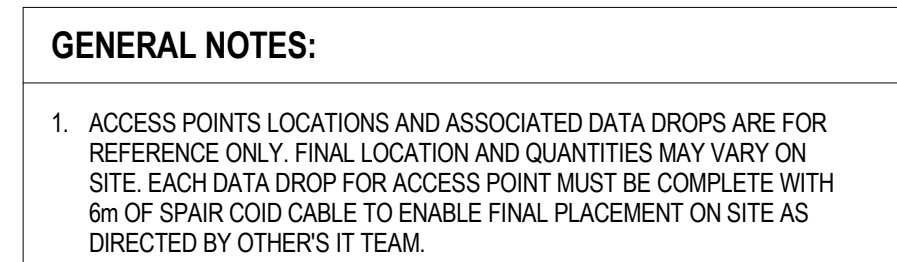 GENERAL NOTES:
1. ACCESS POINTS LOCATIONS AND ASSOCIATED DATA DROPS ARE FOR
REFERENCE ONLY. FINAL LOCATION AND QUANTITIES MAY VARY ON
SITE. EACH DATA DROP FOR ACCESS POINT MUST BE COMPLETE WITH
6m OF SPAIR COID CABLE TO ENABLE FINAL PLACEMENT ON SITE AS
DIRECTED BY OTHER'S IT TEAM.